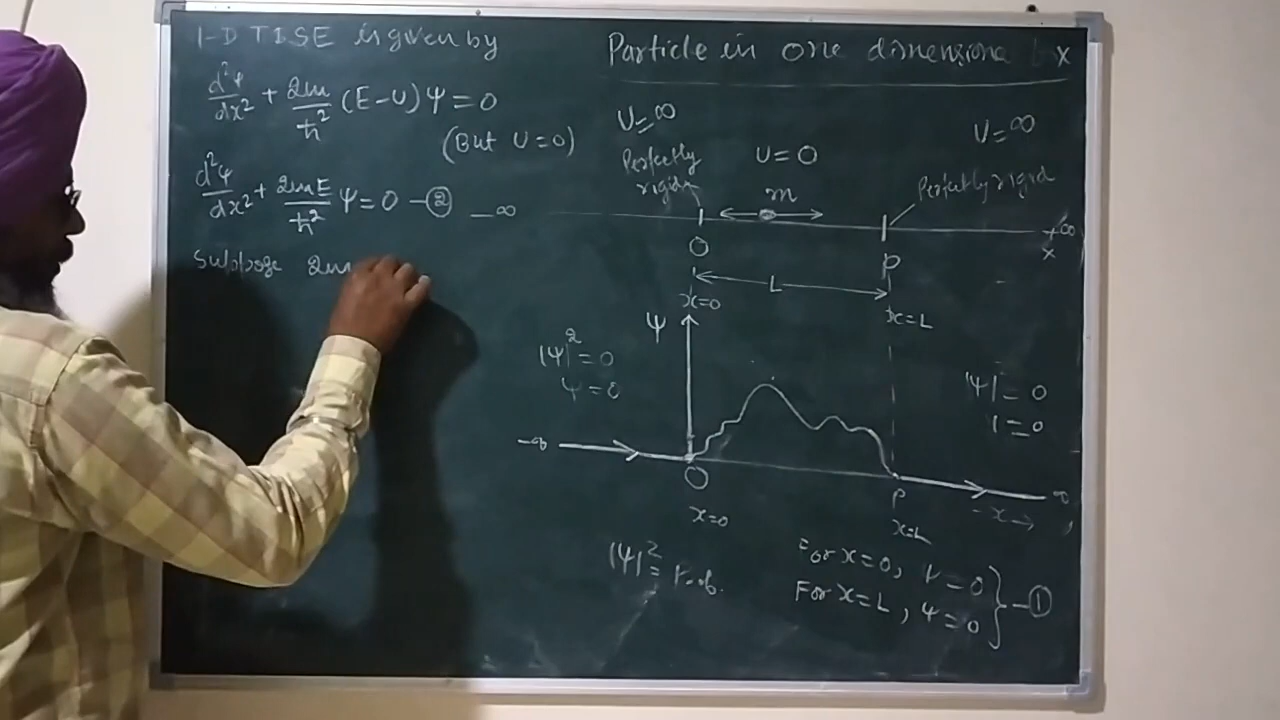 1-D TISE is given by
d²ψ/dx² + 2m/ħ² (E-U) ψ = 0
(But U=0)
d²ψ/dx² + 2mE/ħ² ψ = 0 -②
Suppose 2m
Particle in one dimensional
U=∞
U=0
U=∞
Perfectly
rigid
m
Perfectly rigid
-∞
+∞
x
O
P
L
x=0
x=L
ψ
|ψ|²=0
ψ=0
|ψ|=0
=0
-∞
∞
O
P
x→
x=0
x=L
|ψ|² = Prob.
For x=0, ψ=0
For x=L, ψ=0
} -①